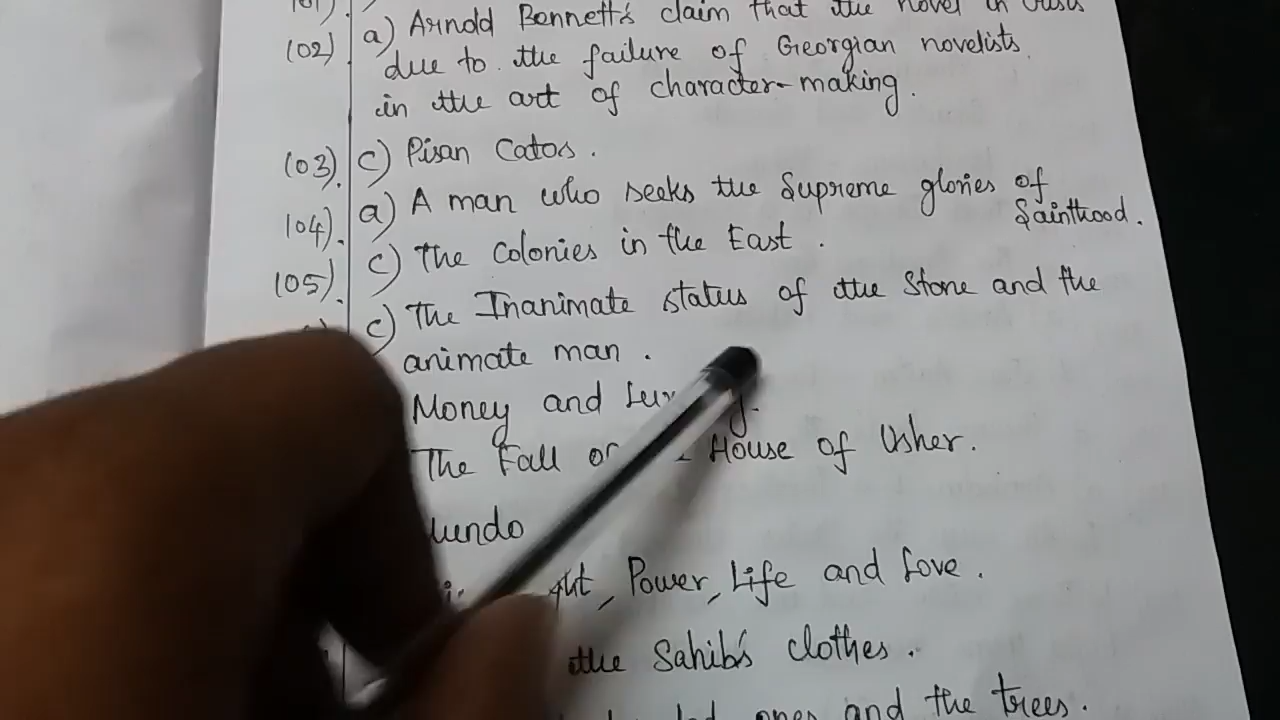 (02). a) Arnold Bennett's claim that the novel in
due to the failure of Georgian novelists
in the art of character-making.
(03). c) Pisan Catos.
104). a) A man who seeks the Supreme glories of
Sainthood.
105). c) The Colonies in the East.
c) The Inanimate status of the Stone and the
animate man.
Money and
The Fall House of Usher.
Power, Life and Love.
the Sahib's clothes.
and the trees.